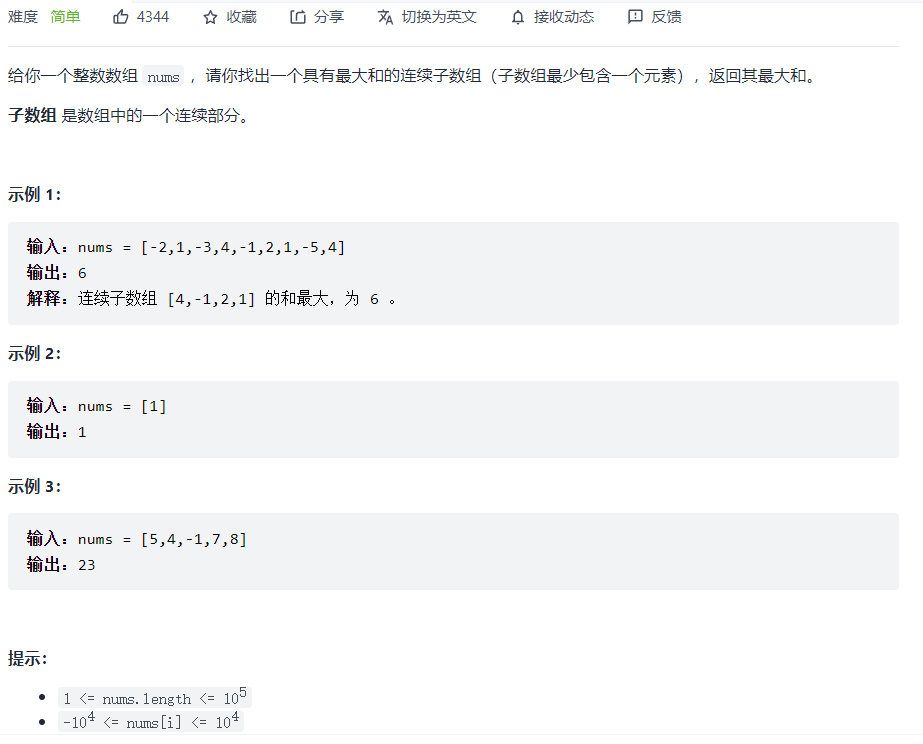 难度 简单 4344 收藏 分享 切换为英文 接收动态 反馈
给你一个整数数组 nums ，请你找出一个具有最大和的连续子数组（子数组最少包含一个元素），返回其最大和。
子数组 是数组中的一个连续部分。
示例 1：
输入：nums = [-2,1,-3,4,-1,2,1,-5,4]
输出：6
解释：连续子数组 [4,-1,2,1] 的和最大，为 6 。
示例 2：
输入：nums = [1]
输出：1
示例 3：
输入：nums = [5,4,-1,7,8]
输出：23
提示：
• 1 <= nums.length <= 10⁵
• -10⁴ <= nums[i] <= 10⁴